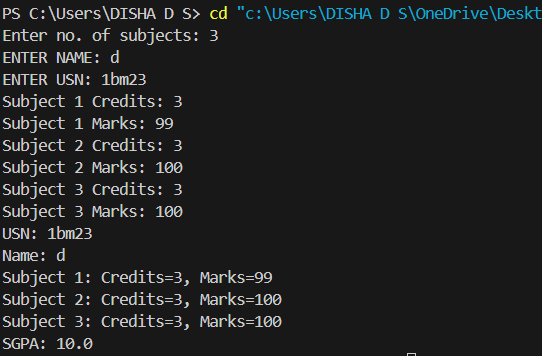 PS C:\Users\DISHA D S> cd "c:\Users\DISHA D S\OneDrive\Deskt
Enter no. of subjects: 3
ENTER NAME: d
ENTER USN: 1bm23
Subject 1 Credits: 3
Subject 1 Marks: 99
Subject 2 Credits: 3
Subject 2 Marks: 100
Subject 3 Credits: 3
Subject 3 Marks: 100
USN: 1bm23
Name: d
Subject 1: Credits=3, Marks=99
Subject 2: Credits=3, Marks=100
Subject 3: Credits=3, Marks=100
SGPA: 10.0